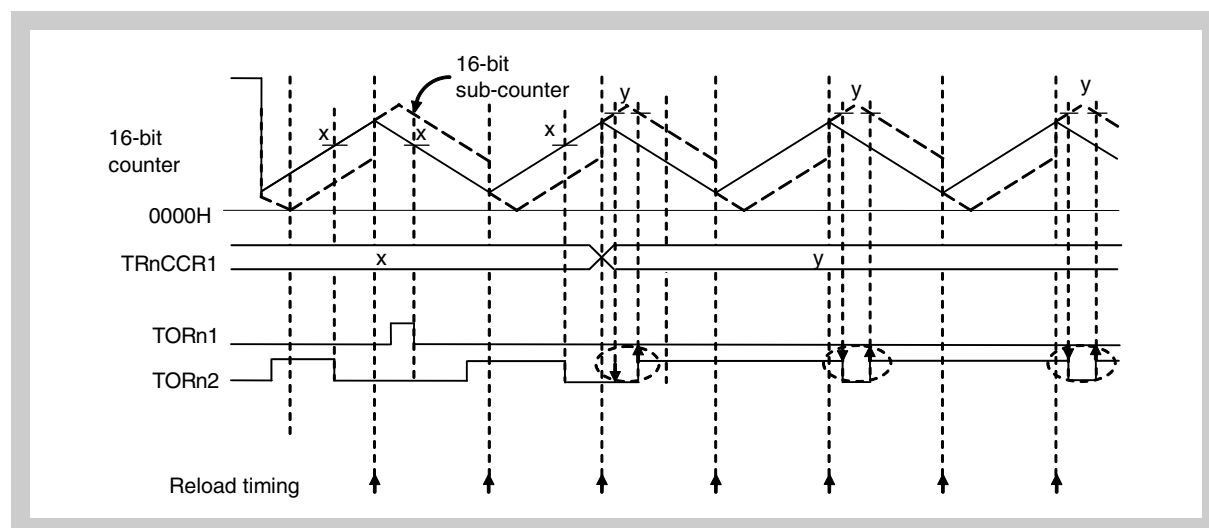 16-bit
sub-counter
y
y
y
x
x
x
16-bit
counter
0000H
TRnCCR1
x
y
TORn1
TORn2
Reload timing